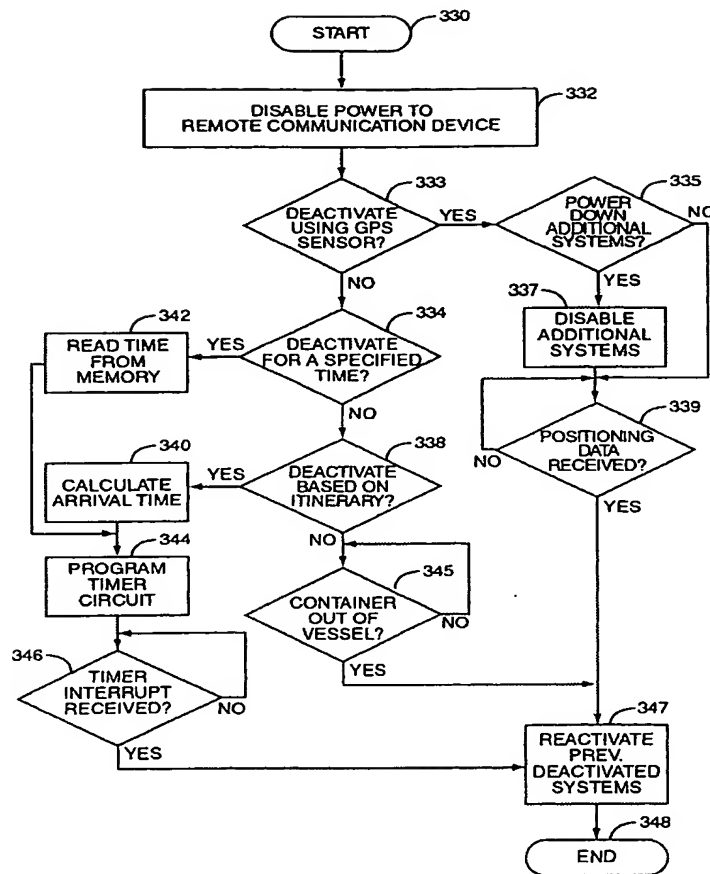 START
330
DISABLE POWER TO
REMOTE COMMUNICATION DEVICE
332
333
DEACTIVATE
USING GPS
SENSOR?
YES
NO
335
POWER
DOWN
ADDITIONAL
SYSTEMS?
NO
YES
337
DISABLE
ADDITIONAL
SYSTEMS
342
READ TIME
FROM
MEMORY
YES
334
DEACTIVATE
FOR A SPECIFIED
TIME?
NO
339
POSITIONING
DATA
RECEIVED?
NO
YES
340
CALCULATE
ARRIVAL TIME
YES
338
DEACTIVATE
BASED ON
ITINERARY?
NO
344
PROGRAM
TIMER
CIRCUIT
345
CONTAINER
OUT OF
VESSEL?
NO
YES
346
TIMER
INTERRUPT
RECEIVED?
NO
YES
347
REACTIVATE
PREV.
DEACTIVATED
SYSTEMS
348
END